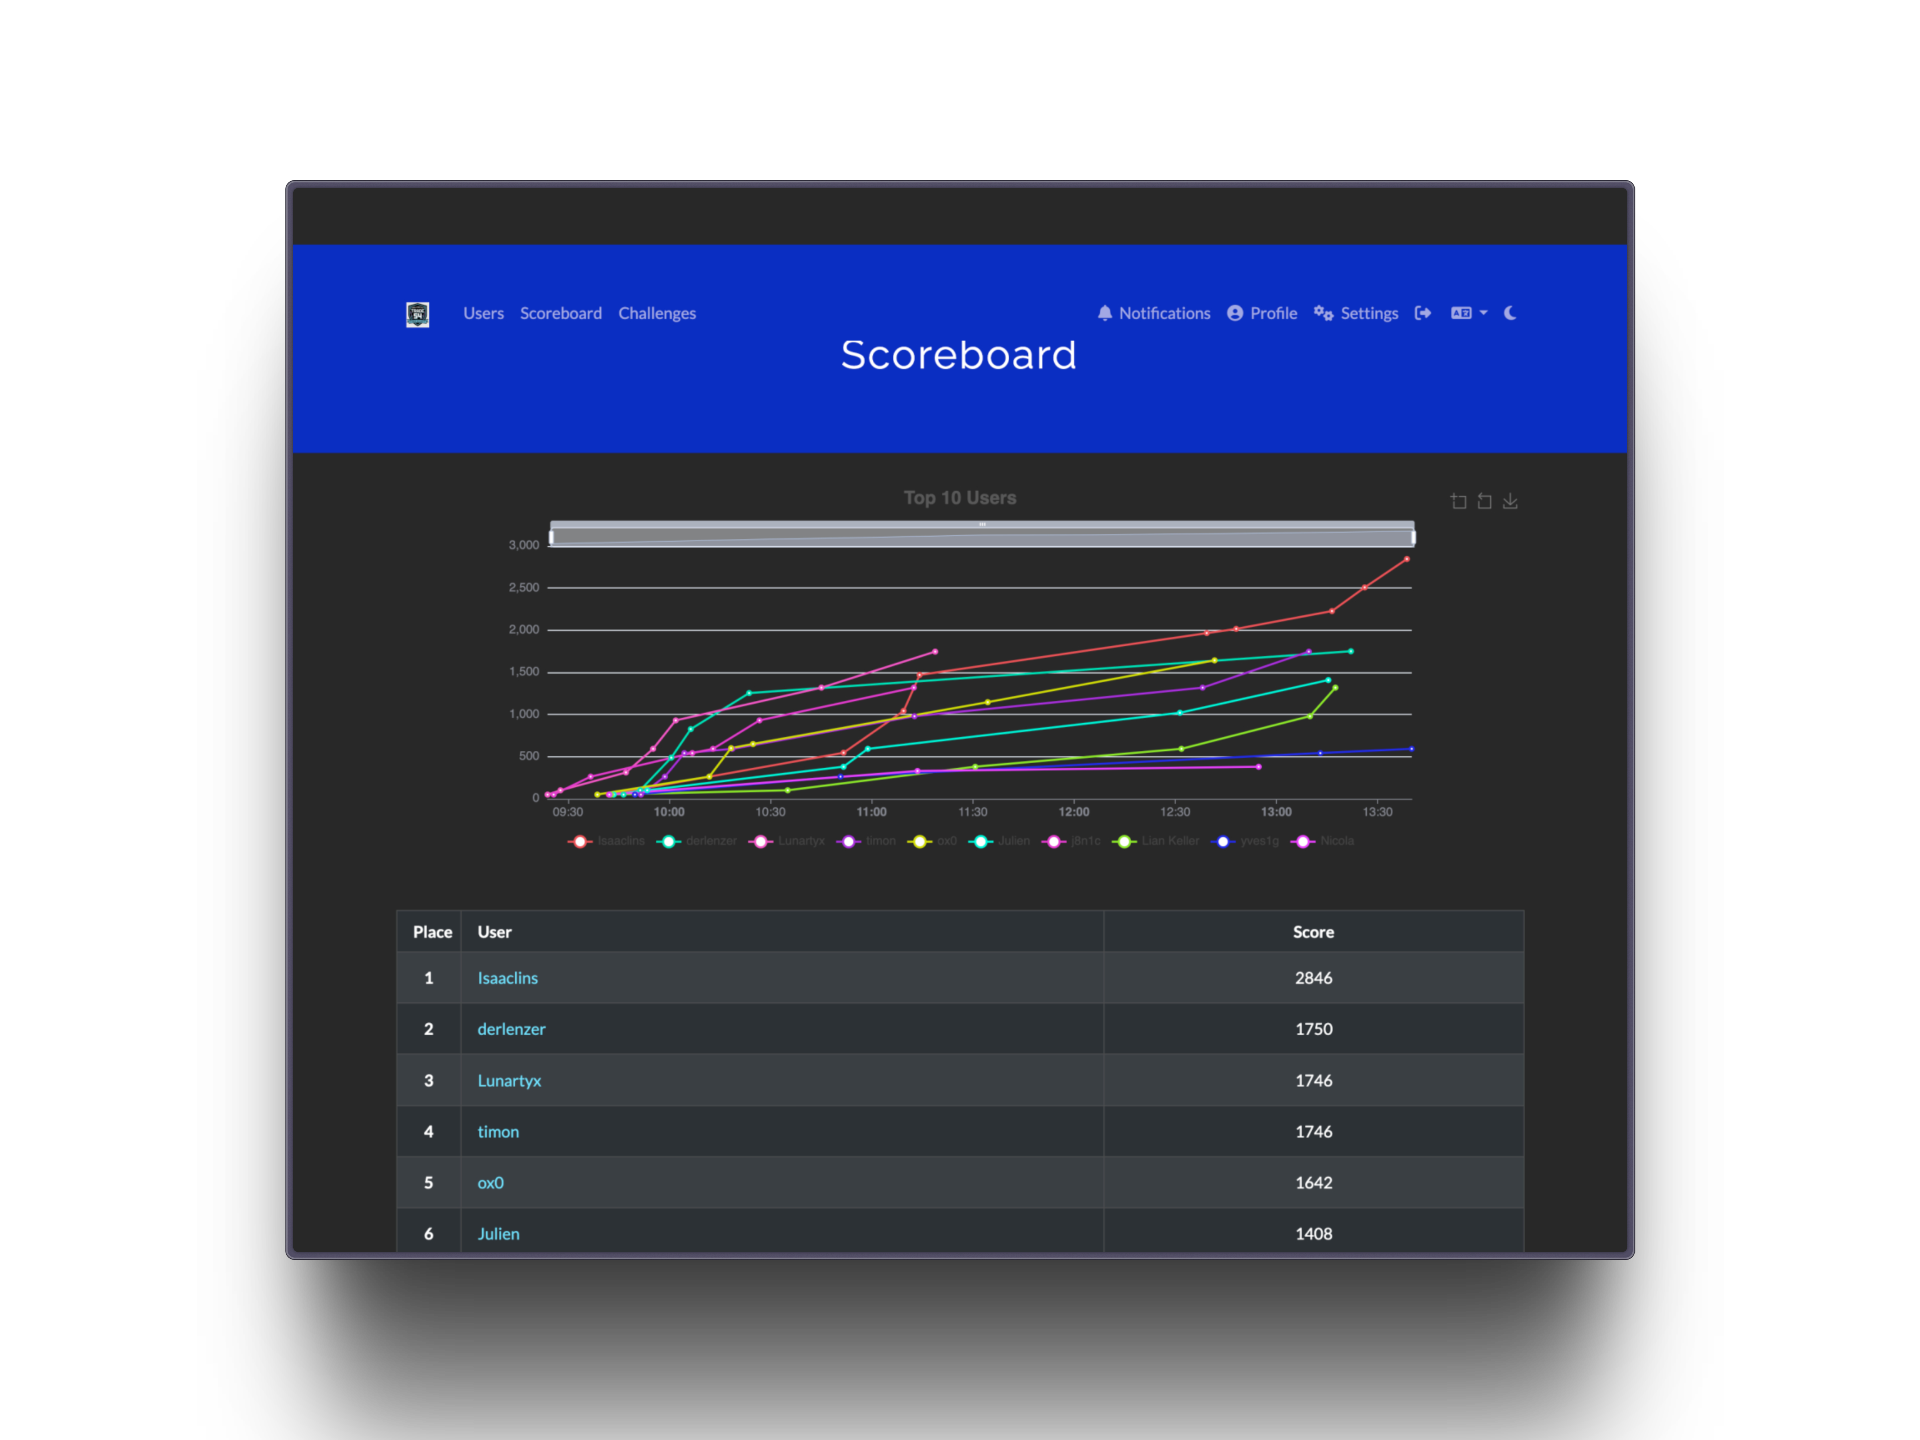 Users Scoreboard Challenges Notifications Profile Settings
Scoreboard
Top 10 Users
3,000
2,500
2,000
1,500
1,000
500
0
09:30 10:00 10:30 11:00 11:30 12:00 12:30 13:00 13:30
Isaaclins derlenzer Lunartyx timon ox0 Julien j8n1c Lian Keller yves1g Nicola
Place User Score
1 Isaaclins 2846
2 derlenzer 1750
3 Lunartyx 1746
4 timon 1746
5 ox0 1642
6 Julien 1408